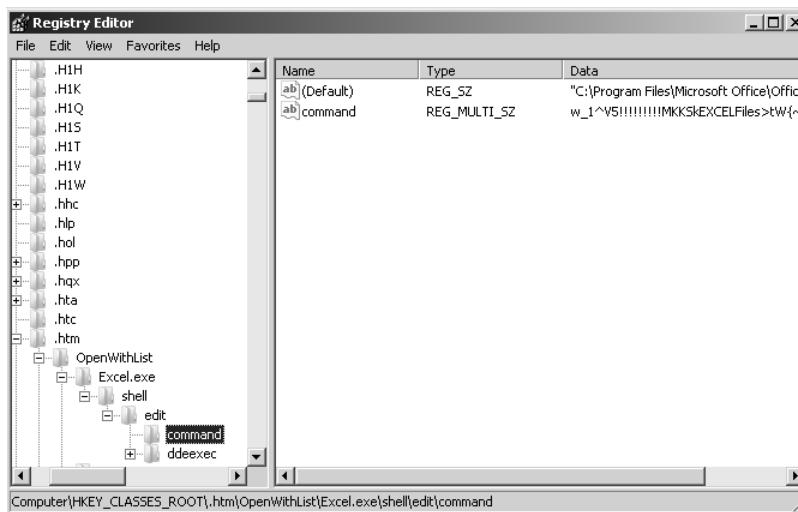 Registry Editor
File Edit View Favorites Help
.H1H
.H1K
.H1Q
.H1S
.H1T
.H1V
.H1W
.hhc
.hlp
.hol
.hpp
.hqx
.hta
.htc
.htm
OpenWithList
Excel.exe
shell
edit
command
ddeexec
Name Type Data
(Default) REG_SZ "C:\Program Files\Microsoft Office\Offic
command REG_MULTI_SZ w_1^V5!!!!!!!!!MKKSkEXCELFiles>tW{~
Computer\HKEY_CLASSES_ROOT\.htm\OpenWithList\Excel.exe\shell\edit\command